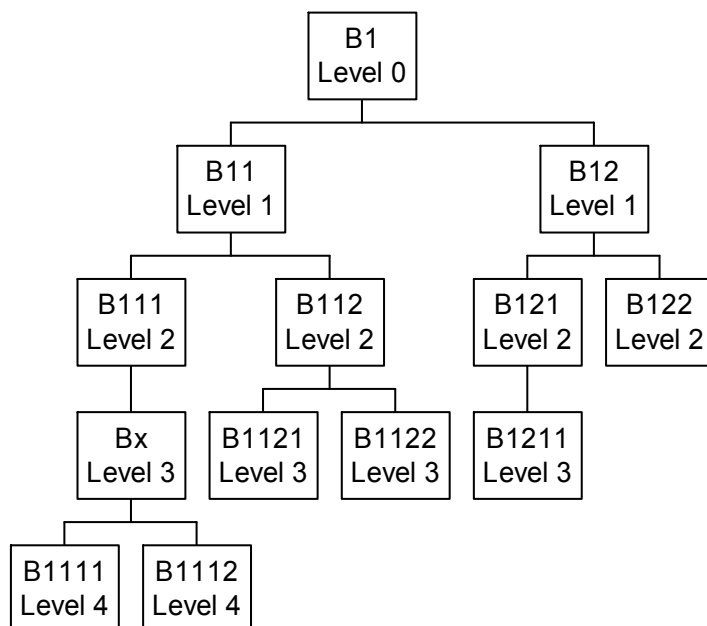 B1
Level 0
B11
Level 1
B12
Level 1
B111
Level 2
B112
Level 2
B121
Level 2
B122
Level 2
Bx
Level 3
B1121
Level 3
B1122
Level 3
B1211
Level 3
B1111
Level 4
B1112
Level 4